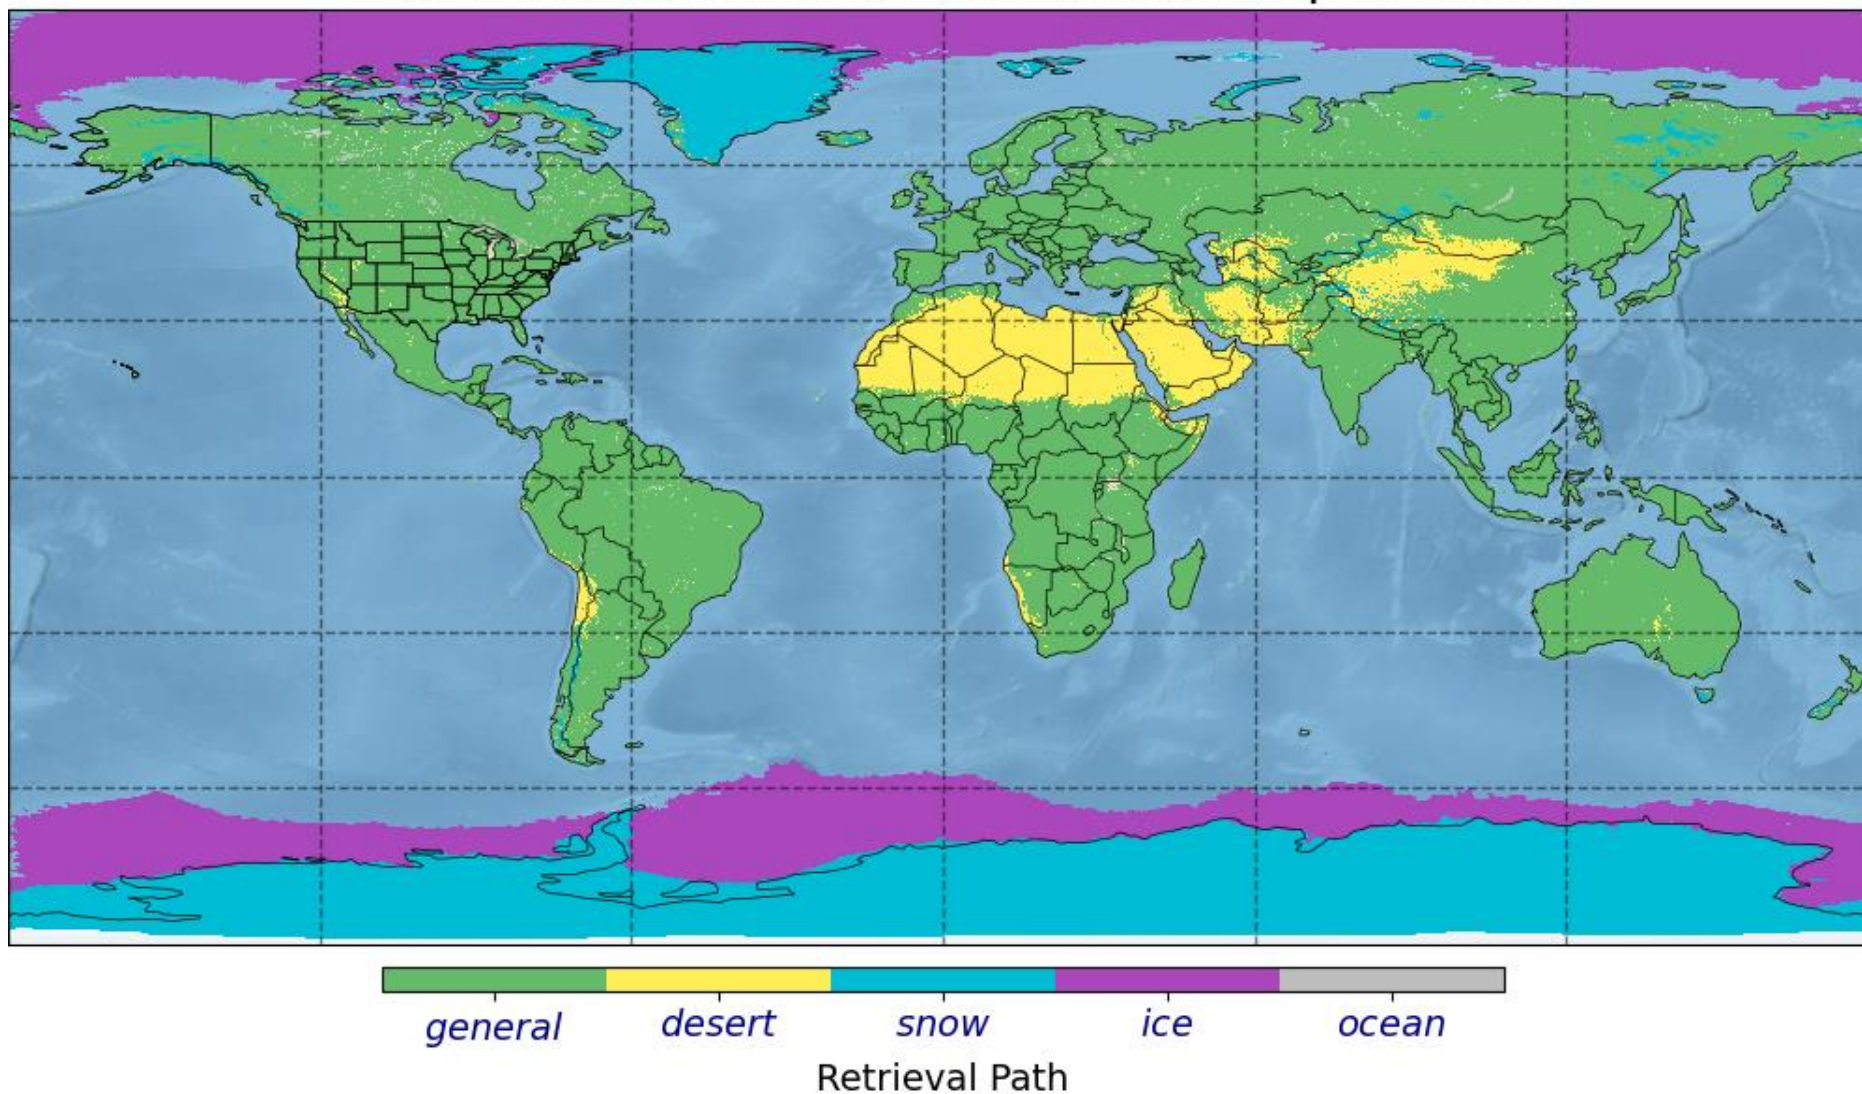 general desert snow ice ocean
Retrieval Path